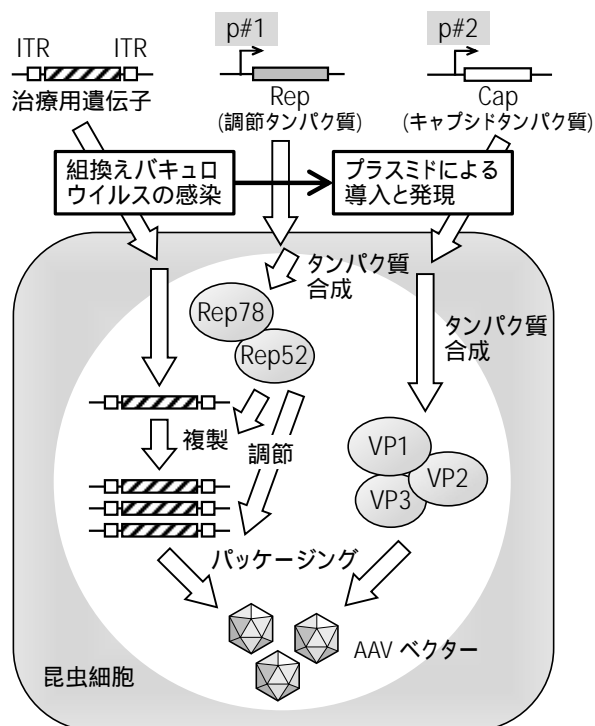 ITR ITR
治療用遺伝子
p#1
Rep
(調節タンパク質)
p#2
Cap
(キャプシドタンパク質)
組換えバキュロ
ウイルスの感染
プラスミドによる
導入と発現
タンパク質
合成
Rep78
Rep52
タンパク質
合成
複製
調節
VP1
VP2
VP3
パッケージング
AAV ベクター
昆虫細胞